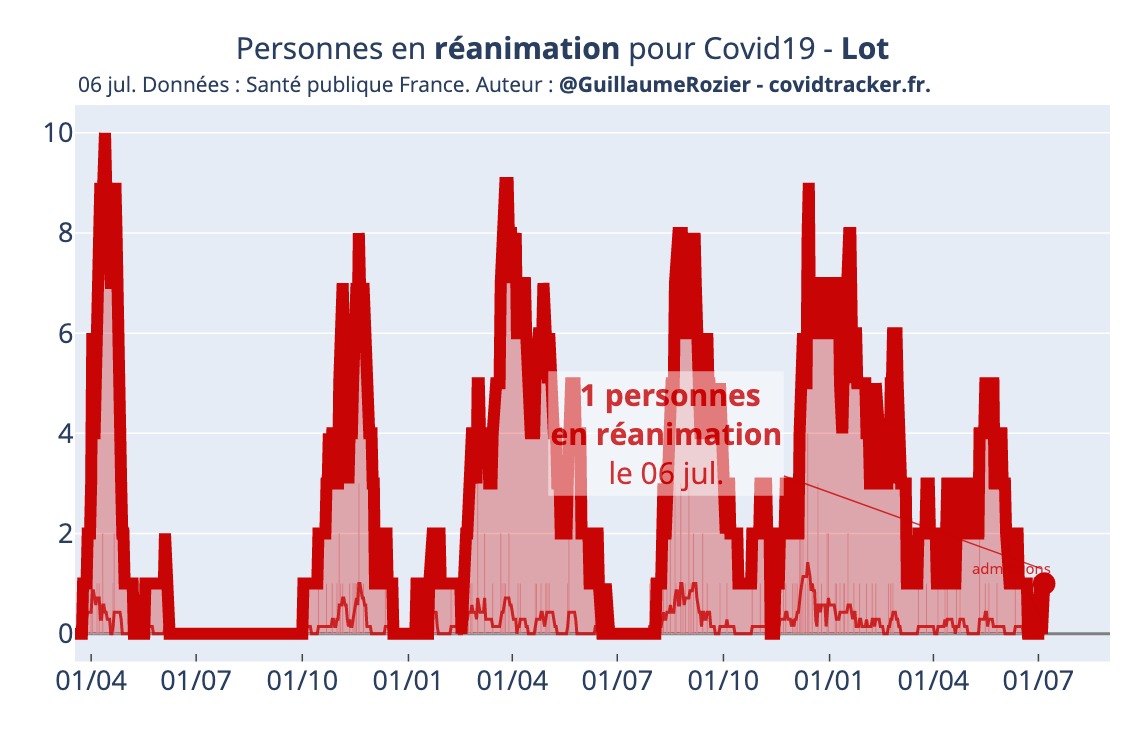 Personnes en réanimation pour Covid19 - Lot
06 jul. Données : Santé publique France. Auteur : @GuillaumeRozier - covidtracker.fr.
10
8
6
4
2
0
1 personnes
en réanimation
le 06 jul.
admissions
01/04 01/07 01/10 01/01 01/04 01/07 01/10 01/01 01/04 01/07